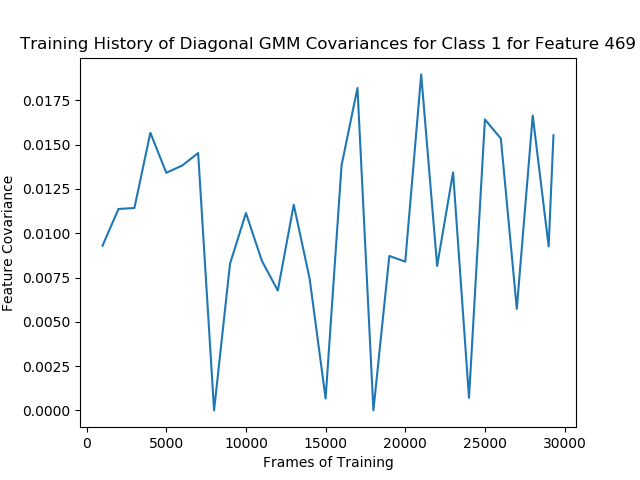 Training History of Diagonal GMM Covariances for Class 1 for Feature 469
0.0175
0.0150
0.0125
0.0100
0.0075
0.0050
0.0025
0.0000
Feature Covariance
0 5000 10000 15000 20000 25000 30000
Frames of Training